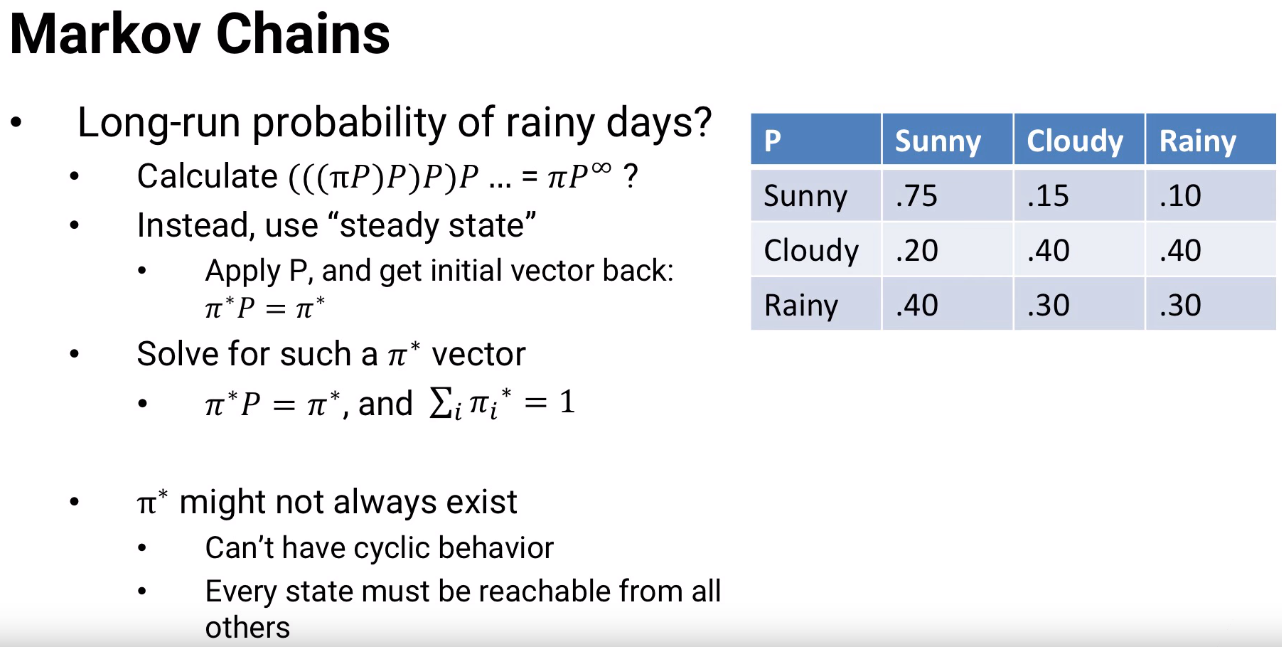 Markov Chains
• Long-run probability of rainy days?
• Calculate (((πP)P)P)P ... = πP^∞ ?
• Instead, use “steady state”
• Apply P, and get initial vector back:
π*P = π*
• Solve for such a π* vector
• π*P = π*, and ∑ᵢ πᵢ* = 1
• π* might not always exist
• Can’t have cyclic behavior
• Every state must be reachable from all
others
P Sunny Cloudy Rainy
Sunny .75 .15 .10
Cloudy .20 .40 .40
Rainy .40 .30 .30